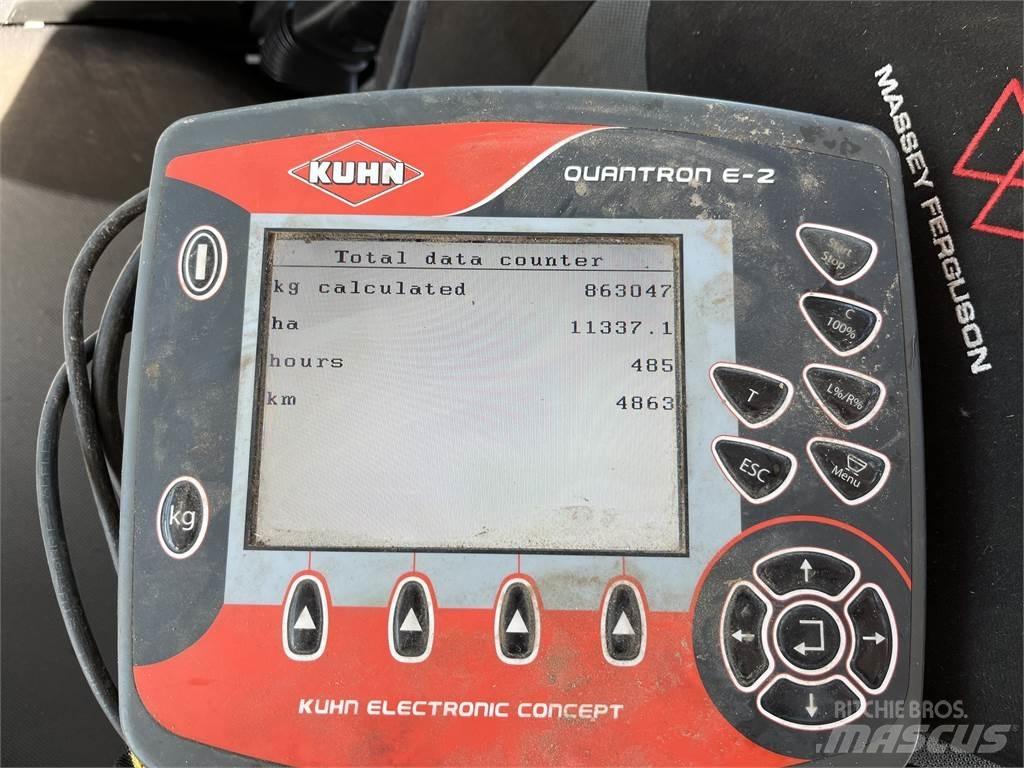 KUHN
QUANTRON E-2
MASSEY FERGUSON
Total data counter
kg calculated 863047
ha 11337.1
hours 485
km 4863
Start
Stop
C
100%
T
L%/R%
ESC
Menu
kg
KUHN ELECTRONIC CONCEPT
RITCHIE BROS.
MASCUS